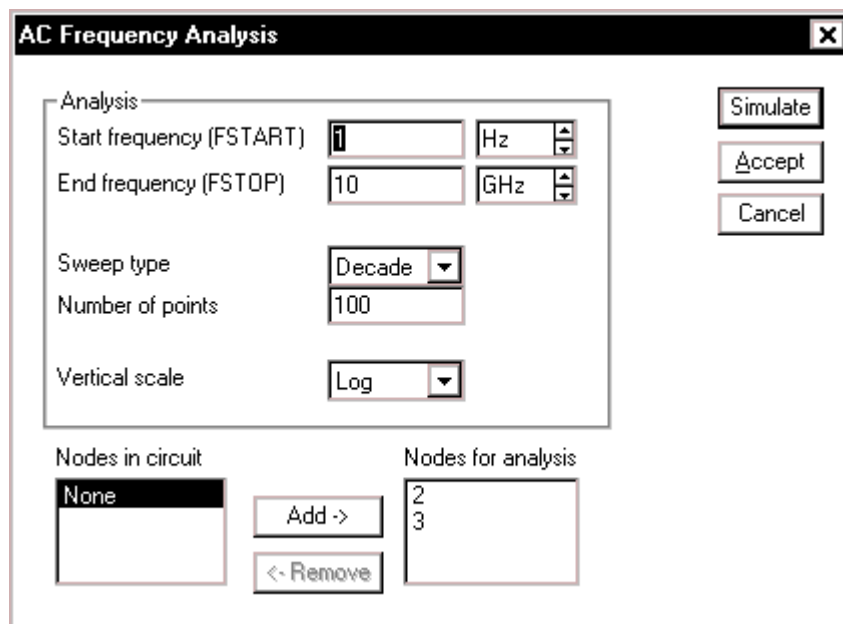 AC Frequency Analysis
Analysis
Start frequency (FSTART) 1 Hz
End frequency (FSTOP) 10 GHz
Sweep type Decade
Number of points 100
Vertical scale Log
Simulate
Accept
Cancel
Nodes in circuit
None
Add ->
<- Remove
Nodes for analysis
2
3